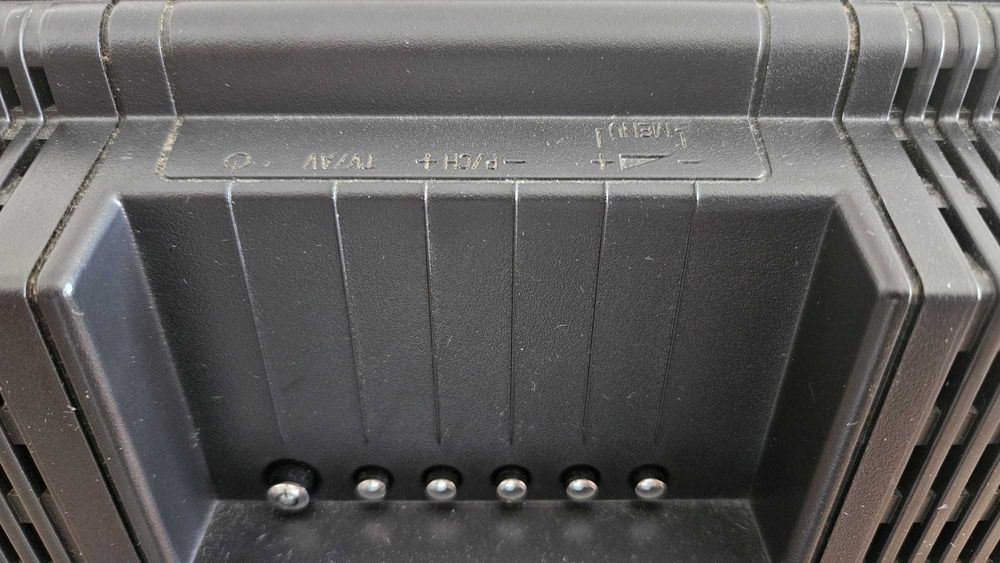 - ◢ + - P/CH + TV/AV ⏻
MENU